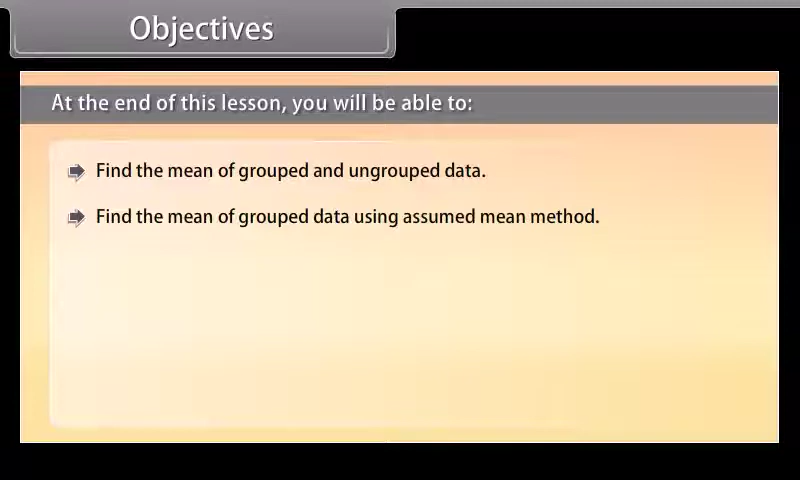 Objectives
At the end of this lesson, you will be able to:
Find the mean of grouped and ungrouped data.
Find the mean of grouped data using assumed mean method.